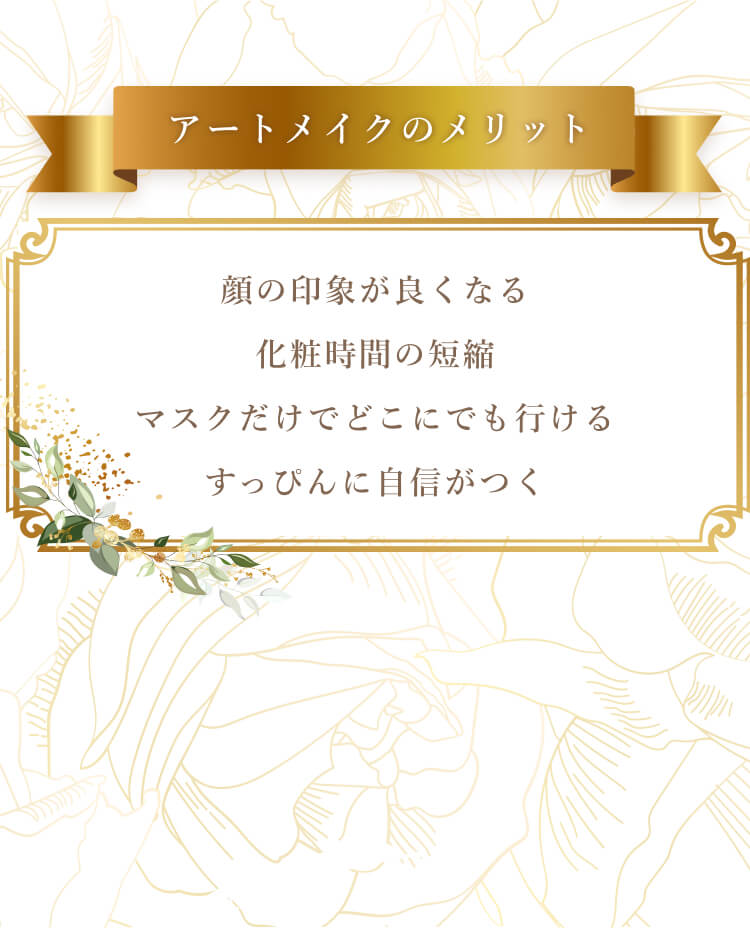 アートメイクのメリット
顔の印象が良くなる
化粧時間の短縮
マスクだけでどこにでも行ける
すっぴんに自信がつく